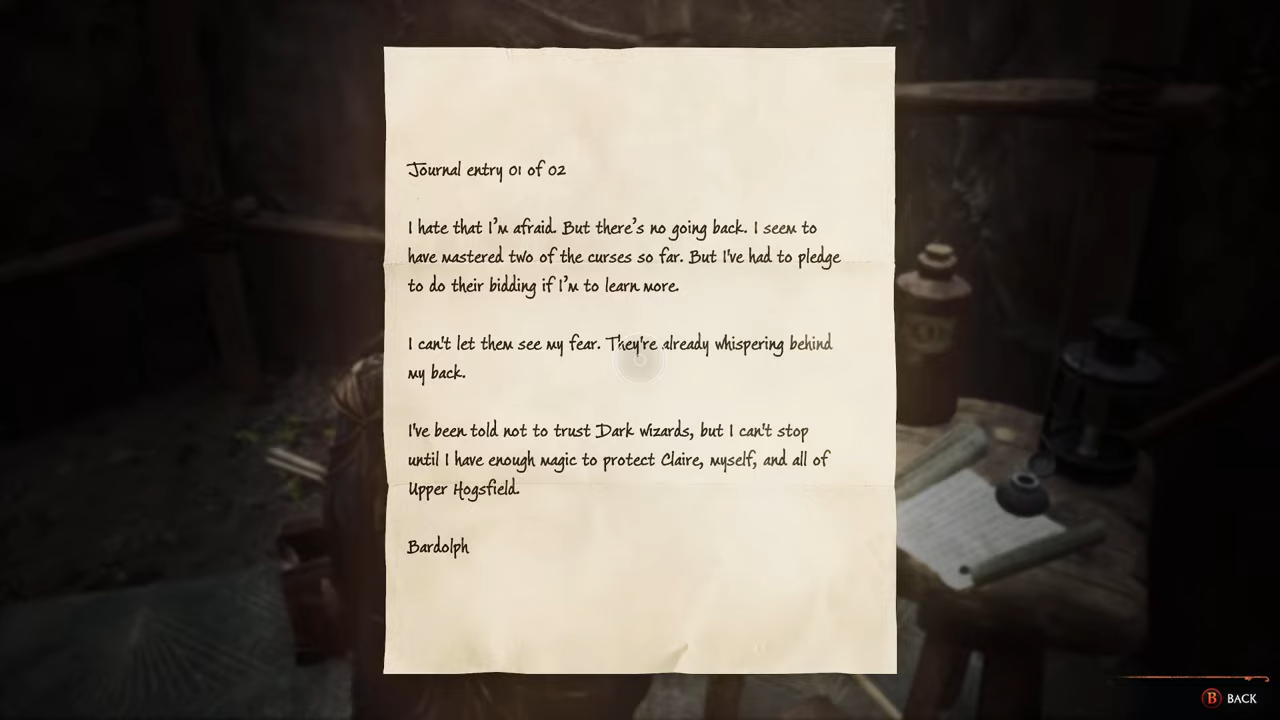 Journal entry 01 of 02
I hate that I'm afraid. But there's no going back. I seem to
have mastered two of the curses so far. But I've had to pledge
to do their bidding if I'm to learn more.
I can't let them see my fear. They're already whispering behind
my back.
I've been told not to trust Dark Wizards, but I can't stop
until I have enough magic to protect Claire, myself, and all of
Upper Hogsfield.
Bardolph
B BACK